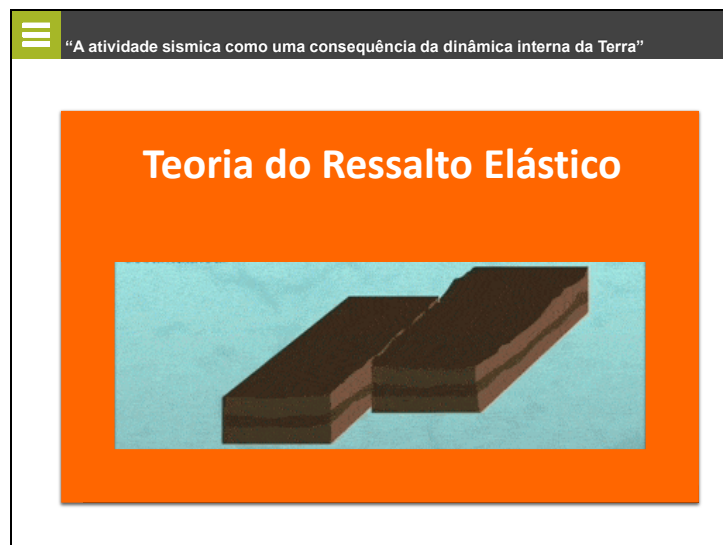 “A atividade sismica como uma consequência da dinâmica interna da Terra”
Teoria do Ressalto Elástico